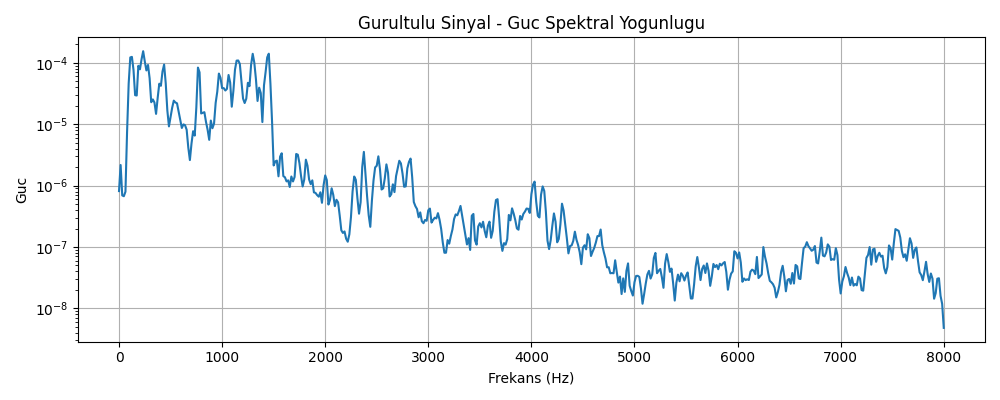 Gurultulu Sinyal - Guc Spektral Yogunlugu
Guc
10⁻⁴
10⁻⁵
10⁻⁶
10⁻⁷
10⁻⁸
0 1000 2000 3000 4000 5000 6000 7000 8000
Frekans (Hz)